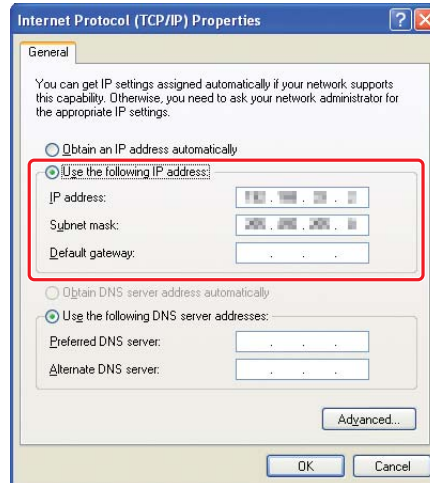 Internet Protocol (TCP/IP) Properties
General
You can get IP settings assigned automatically if your network supports
this capability. Otherwise, you need to ask your network administrator for
the appropriate IP settings.
Obtain an IP address automatically
Use the following IP address:
IP address:
Subnet mask:
Default gateway:
Obtain DNS server address automatically
Use the following DNS server addresses:
Preferred DNS server:
Alternate DNS server:
Advanced...
OK
Cancel